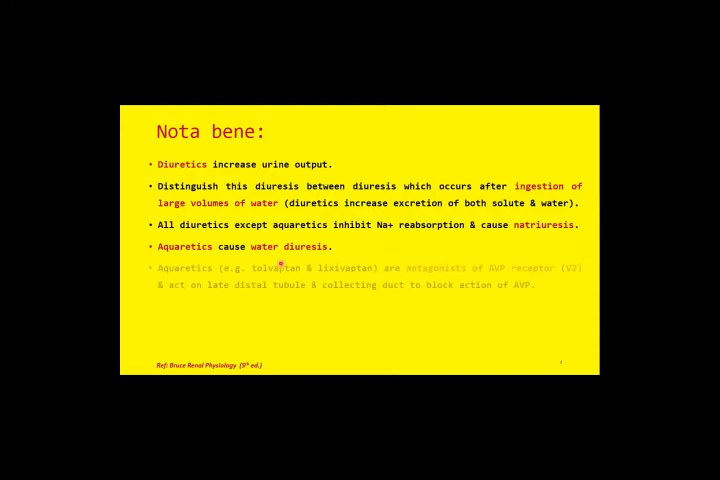 Nota bene:
• Diuretics increase urine output.
• Distinguish this diuresis between diuresis which occurs after ingestion of
large volumes of water (diuretics increase excretion of both solute & water).
• All diuretics except aquaretics inhibit Na+ reabsorption & cause natriuresis.
• Aquaretics cause water diuresis.
• Aquaretics (e.g. tolvaptan & lixivaptan) are antagonists of AVP receptor (V2)
& act on late distal tubule & collecting duct to block action of AVP.
Ref: Bruce Renal Physiology (5th ed.)